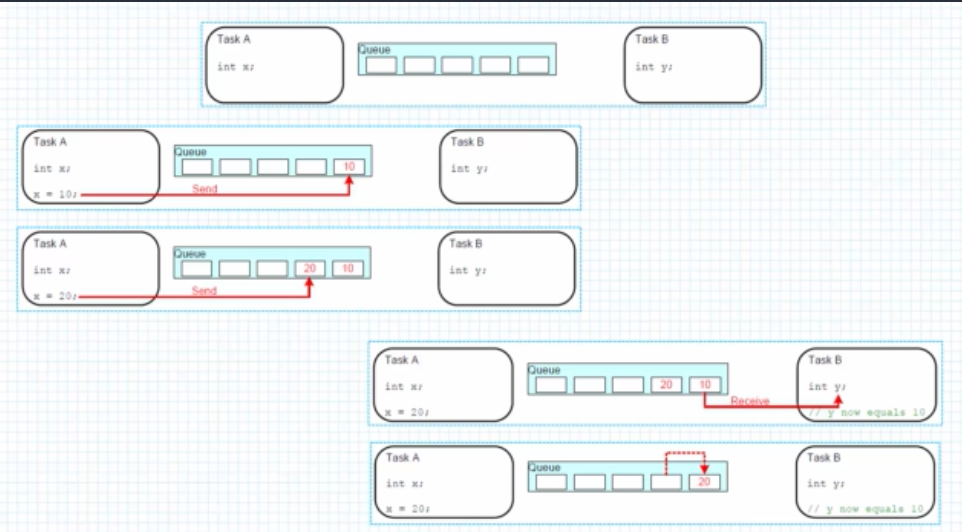 Task A
int x;
Queue
Task B
int y;
Task A
int x;
x = 10;
Queue
10
Send
Task B
int y;
Task A
int x;
x = 20;
Queue
20 10
Send
Task B
int y;
Task A
int x;
x = 20;
Queue
20 10
Receive
Task B
int y;
// y now equals 10
Task A
int x;
x = 20;
Queue
20
Task B
int y;
// y now equals 10